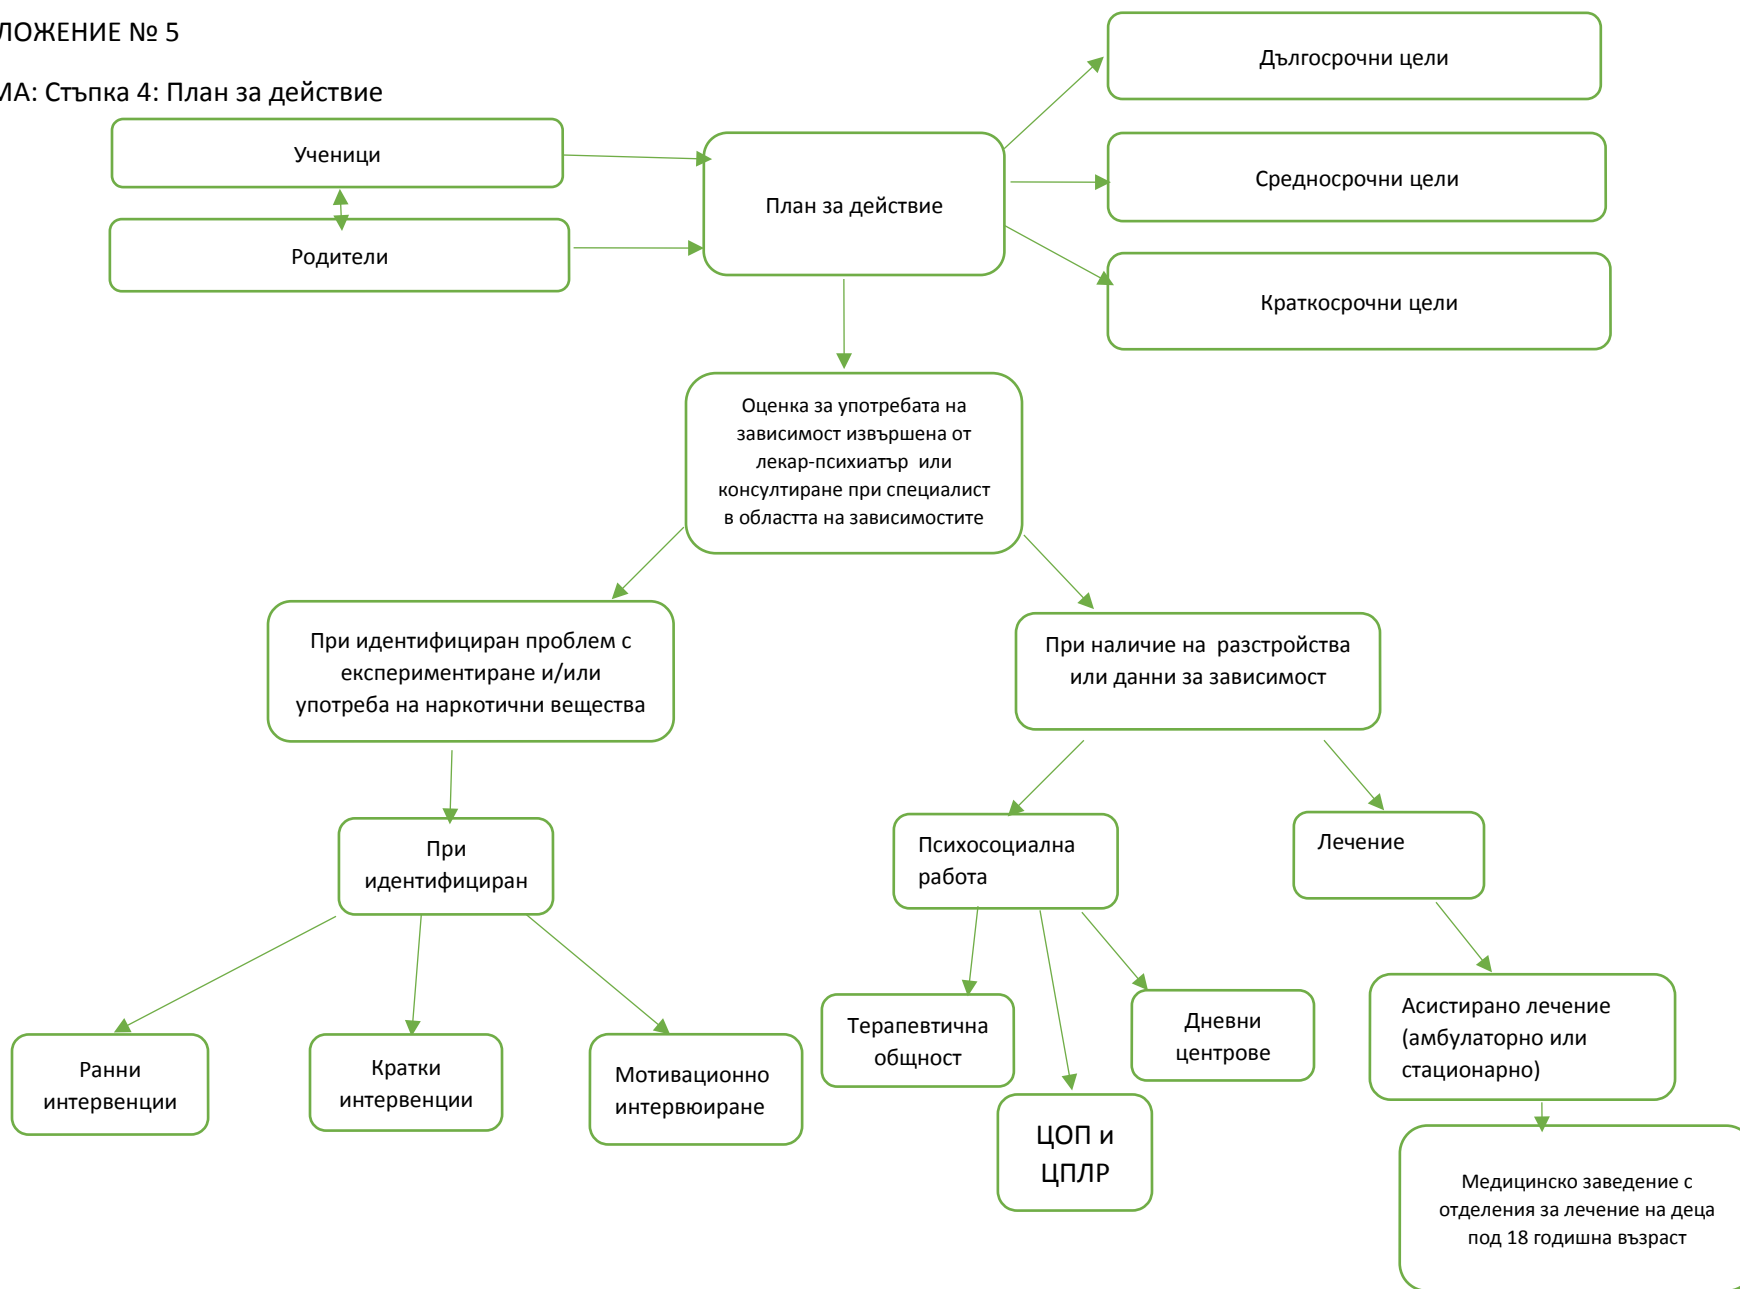 ЛОЖЕНИЕ № 5
МА: Стъпка 4: План за действие
Ученици
Родители
План за действие
Дългосрочни цели
Средносрочни цели
Краткосрочни цели
Оценка за употребата на
зависимост извършена от
лекар-психиатър или
консултиране при специалист
в областта на зависимостите
При идентифициран проблем с
експериментиране и/или
употреба на наркотични вещества
При наличие на разстройства
или данни за зависимост
При
идентифициран
Психосоциална
работа
Лечение
Ранни
интервенции
Кратки
интервенции
Мотивационно
интервюиране
Терапевтична
общност
ЦОП и
ЦПЛР
Дневни
центрове
Асистирано лечение
(амбулаторно или
стационарно)
Медицинско заведение с
отделения за лечение на деца
под 18 годишна възраст